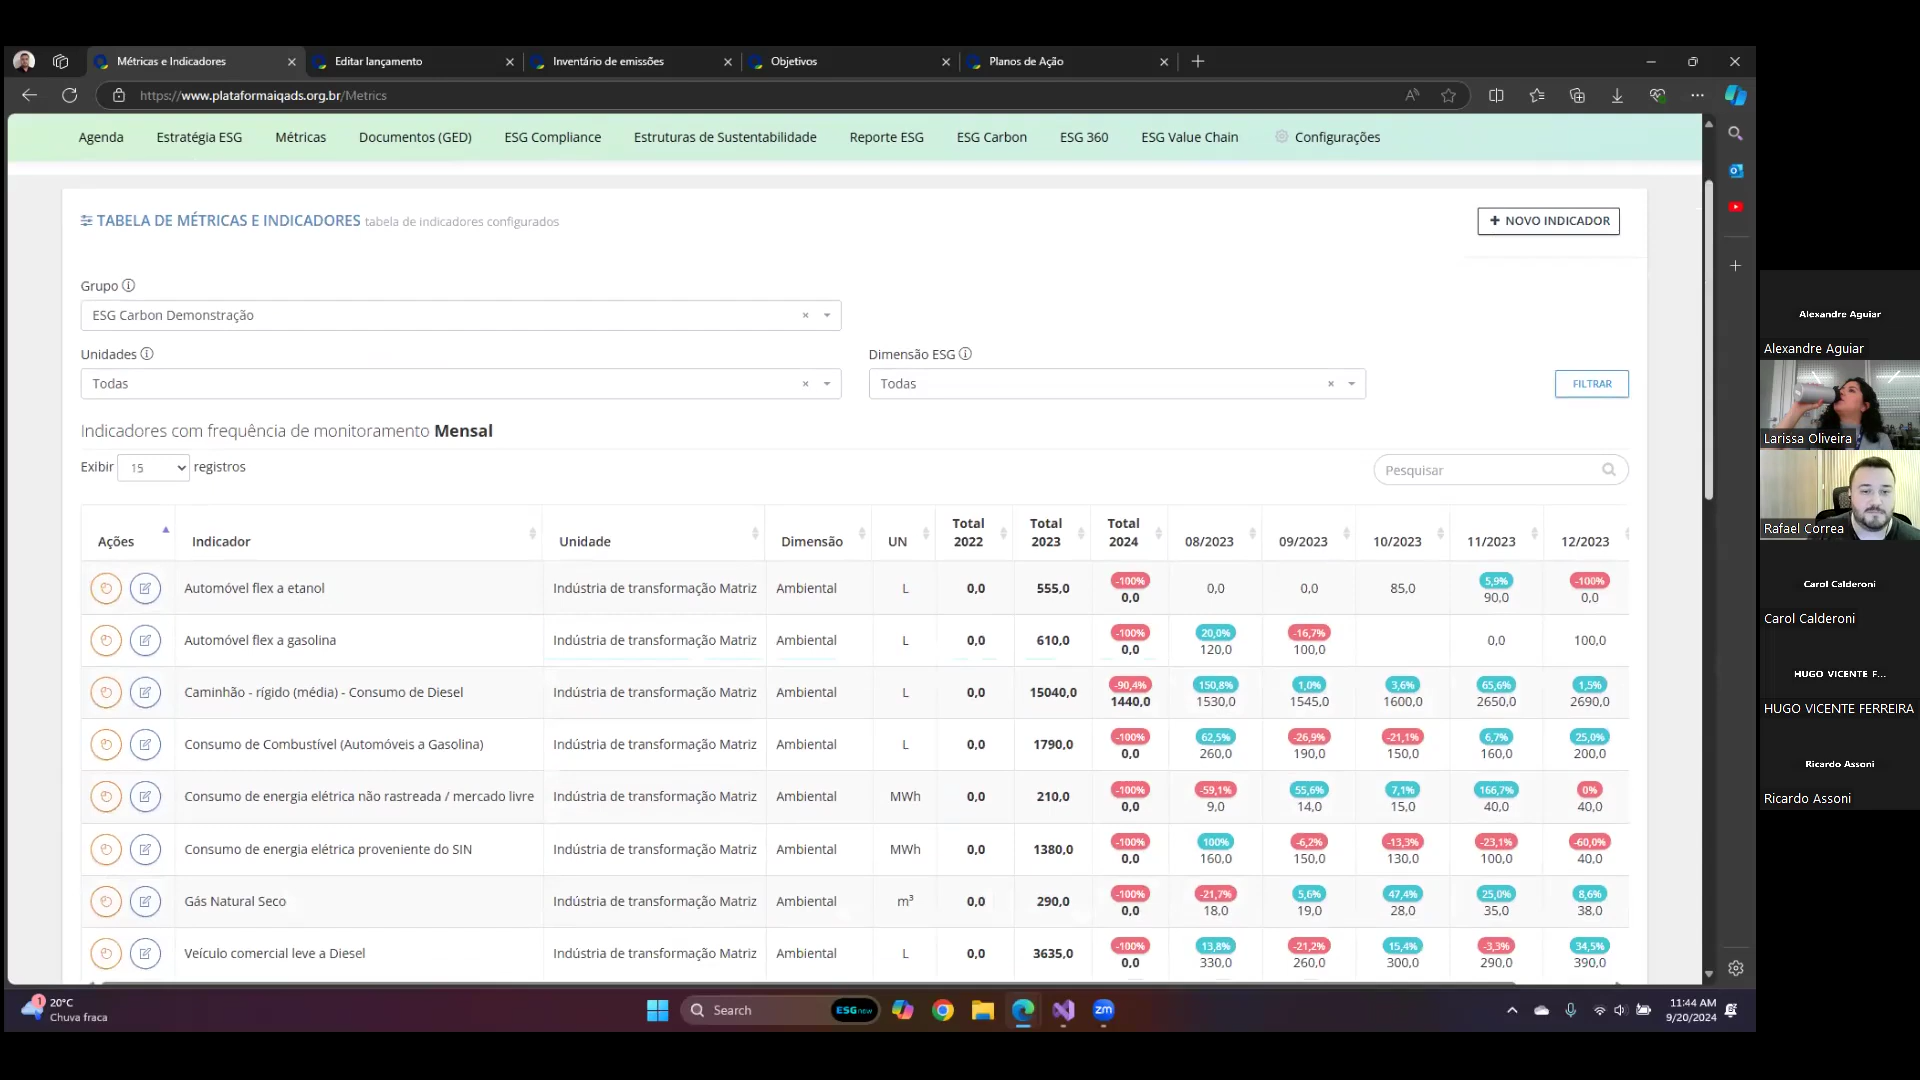 Métricas e Indicadores
Editar lançamento
Inventário de emissões
Objetivos
Planos de Ação
https://www.plataformaiqads.org.br/Metrics
Agenda Estratégia ESG Métricas Documentos (GED) ESG Compliance Estruturas de Sustentabilidade Reporte ESG ESG Carbon ESG 360 ESG Value Chain Configurações
TABELA DE MÉTRICAS E INDICADORES tabela de indicadores configurados
+ NOVO INDICADOR
Grupo
ESG Carbon Demonstração
Unidades
Todas
Dimensão ESG
Todas
FILTRAR
Indicadores com frequência de monitoramento Mensal
Exibir 15 registros
Pesquisar
Ações Indicador Unidade Dimensão UN Total 2022 Total 2023 Total 2024 08/2023 09/2023 10/2023 11/2023 12/2023
Automóvel flex a etanol Indústria de transformação Matriz Ambiental L 0,0 555,0 -100% 0,0 0,0 0,0 85,0 5,9% 90,0 -100% 0,0
Automóvel flex a gasolina Indústria de transformação Matriz Ambiental L 0,0 610,0 -100% 0,0 20,0% 120,0 -16,7% 100,0 0,0 100,0
Caminhão - rígido (média) - Consumo de Diesel Indústria de transformação Matriz Ambiental L 0,0 15040,0 -90,4% 1440,0 150,8% 1530,0 1,0% 1545,0 3,6% 1600,0 65,6% 2650,0 1,5% 2690,0
Consumo de Combustível (Automóveis a Gasolina) Indústria de transformação Matriz Ambiental L 0,0 1790,0 -100% 0,0 62,5% 260,0 -26,9% 190,0 -21,1% 150,0 6,7% 160,0 25,0% 200,0
Consumo de energia elétrica não rastreada / mercado livre Indústria de transformação Matriz Ambiental MWh 0,0 210,0 -100% 0,0 -59,1% 9,0 55,6% 14,0 7,1% 15,0 166,7% 40,0 0% 40,0
Consumo de energia elétrica proveniente do SIN Indústria de transformação Matriz Ambiental MWh 0,0 1380,0 -100% 0,0 100% 160,0 -6,2% 150,0 -13,3% 130,0 -23,1% 100,0 -60,0% 40,0
Gás Natural Seco Indústria de transformação Matriz Ambiental m³ 0,0 290,0 -100% 0,0 -21,7% 18,0 5,6% 19,0 47,4% 28,0 25,0% 35,0 8,6% 38,0
Veículo comercial leve a Diesel Indústria de transformação Matriz Ambiental L 0,0 3635,0 -100% 0,0 13,8% 330,0 -21,2% 260,0 15,4% 300,0 -3,3% 290,0 34,5% 390,0
Alexandre Aguiar
Alexandre Aguiar
Larissa Oliveira
Rafael Correa
Carol Calderoni
Carol Calderoni
HUGO VICENTE F...
HUGO VICENTE FERREIRA
Ricardo Assoni
Ricardo Assoni
1
20°C
Chuva fraca
Search
ESGnow
zm
11:44 AM
9/20/2024